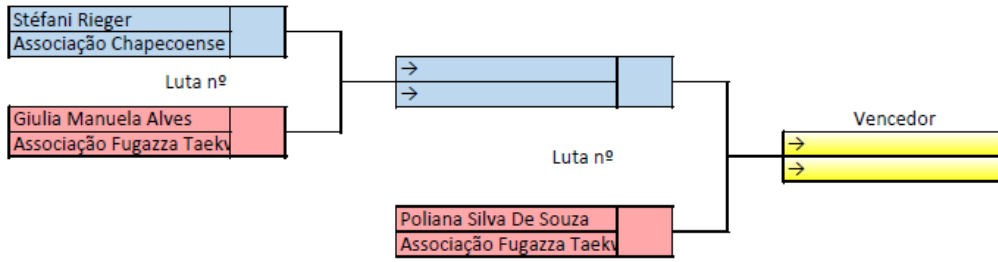 Stéfani Rieger
Associação Chapecoense
Luta nº
Giulia Manuela Alves
Associação Fugazza Taekw
→
→
Luta nº
Poliana Silva De Souza
Associação Fugazza Taekw
Vencedor
→
→